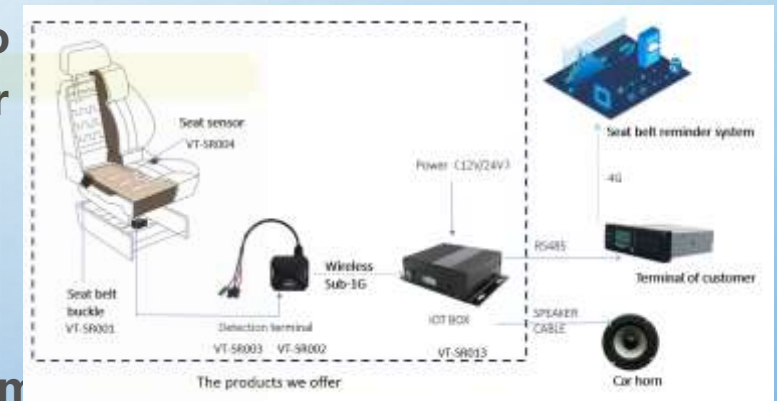 o
r
Seat sensor
VT-SR004
Seat belt reminder system
Power (12V/24V)
4G
RS485
Wireless
Sub-1G
Terminal of customer
Seat belt
buckle
VT-SR001
Detection terminal
VT-SR003 VT-SR002
IOT BOX
VT-SR013
SPEAKER
CABLE
The products we offer
Car horn
m